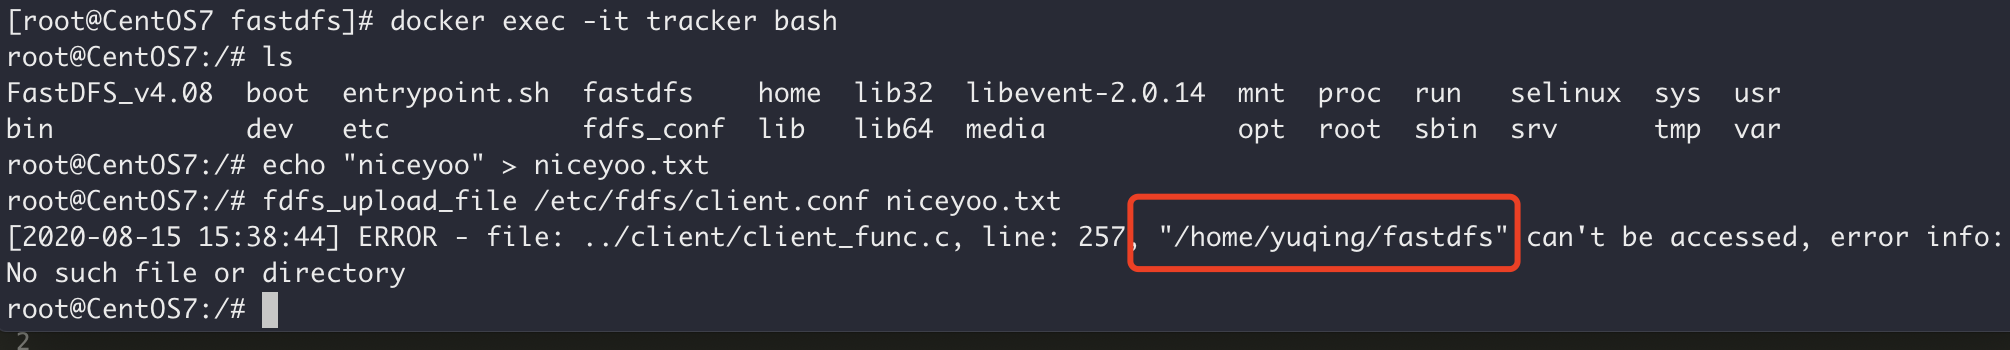 [root@CentOS7 fastdfs]# docker exec -it tracker bash
root@CentOS7:/# ls
FastDFS_v4.08  boot  entrypoint.sh  fastdfs    home  lib32  libevent-2.0.14  mnt  proc  run   selinux  sys  usr
bin            dev   etc            fdfs_conf  lib   lib64  media            opt  root  sbin  srv      tmp  var
root@CentOS7:/# echo "niceyoo" > niceyoo.txt
root@CentOS7:/# fdfs_upload_file /etc/fdfs/client.conf niceyoo.txt
[2020-08-15 15:38:44] ERROR - file: ../client/client_func.c, line: 257, "/home/yuqing/fastdfs" can't be accessed, error info:
No such file or directory
root@CentOS7:/#
2